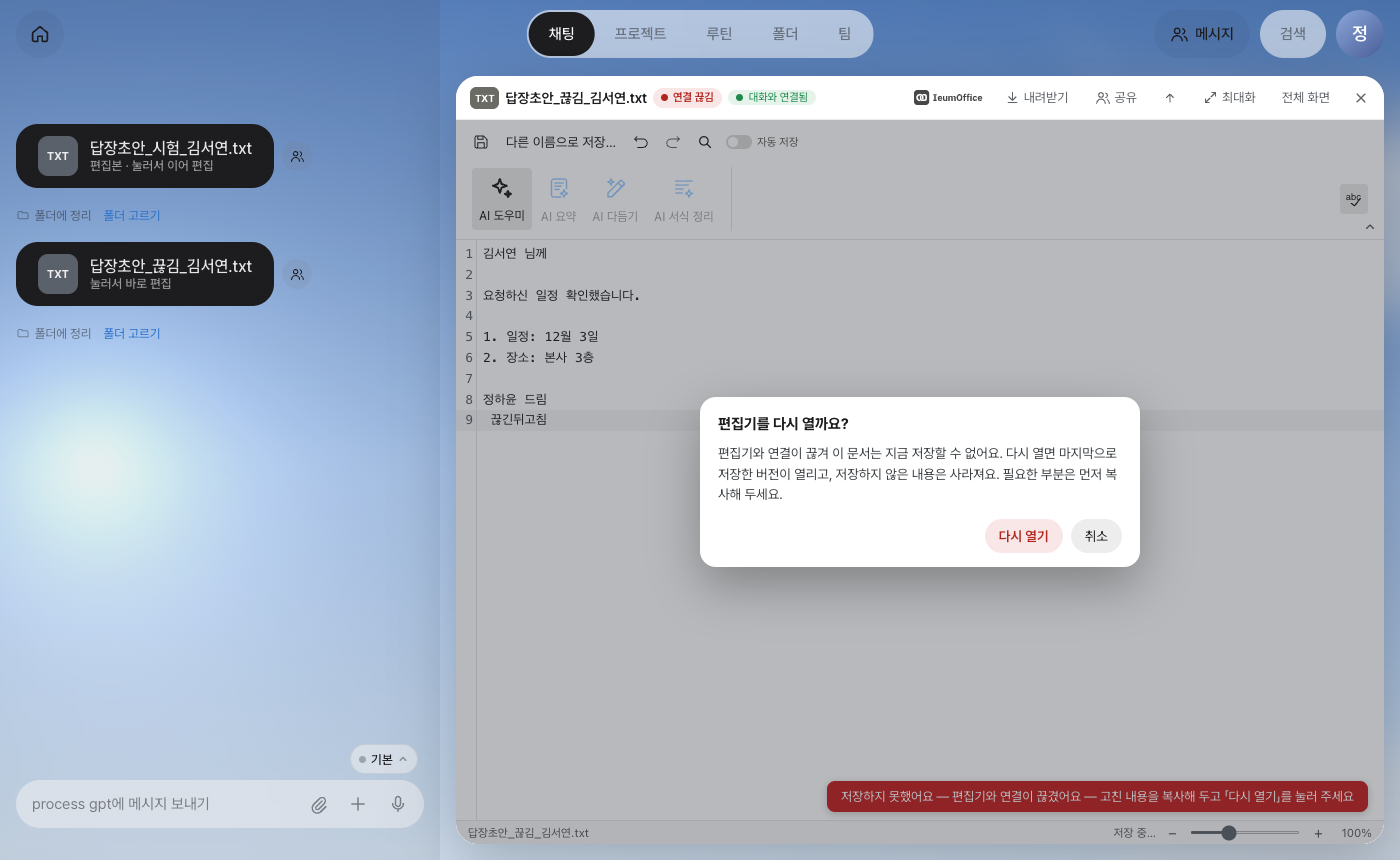 채팅
프로젝트
루틴
폴더
팀
메시지
검색
정
TXT
답장초안_시험_김서연.txt
편집본 · 눌러서 이어 편집
폴더에 정리 폴더 고르기
TXT
답장초안_끊김_김서연.txt
눌러서 바로 편집
폴더에 정리 폴더 고르기
기본
process gpt에 메시지 보내기
TXT 답장초안_끊김_김서연.txt 연결 끊김 대화와 연결됨
IeumOffice 내려받기 공유 최대화 전체 화면
다른 이름으로 저장... 자동 저장
AI 도우미 AI 요약 AI 다듬기 AI 서식 정리
abc
1 김서연 님께
2
3 요청하신 일정 확인했습니다.
4
5 1. 일정: 12월 3일
6 2. 장소: 본사 3층
7
8 정하윤 드림
9 끊긴뒤고침
편집기를 다시 열까요?
편집기와 연결이 끊겨 이 문서는 지금 저장할 수 없어요. 다시 열면 마지막으로
저장한 버전이 열리고, 저장하지 않은 내용은 사라져요. 필요한 부분은 먼저 복
사해 두세요.
다시 열기 취소
저장하지 못했어요 — 편집기와 연결이 끊겼어요 — 고친 내용을 복사해 두고 「다시 열기」를 눌러 주세요
답장초안_끊김_김서연.txt
저장 중... − + 100%